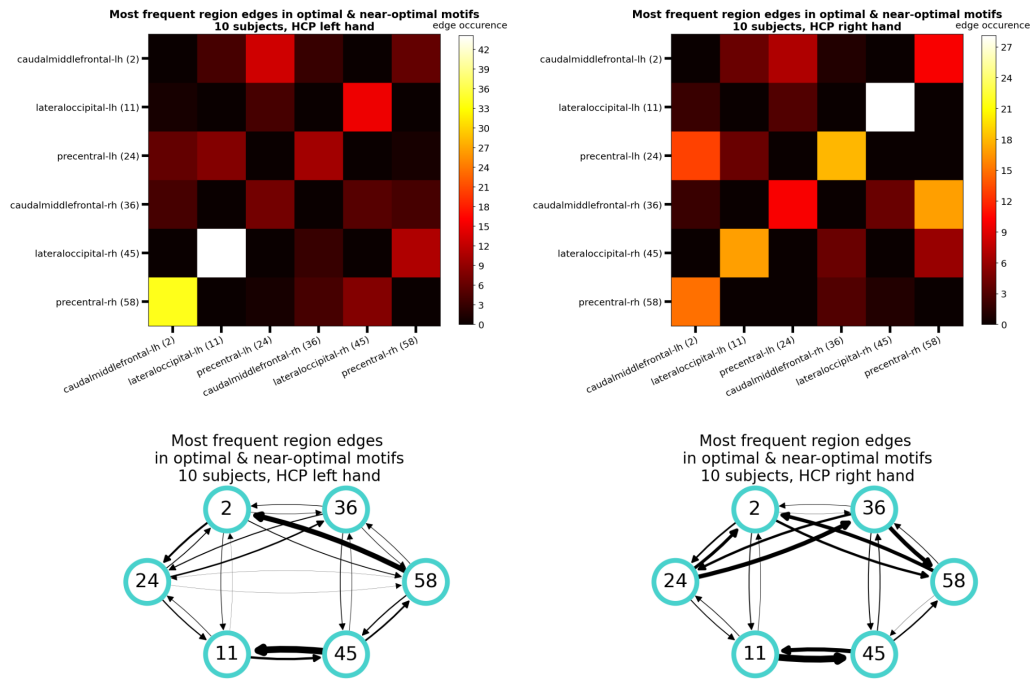 Most frequent region edges in optimal & near-optimal motifs
10 subjects, HCP left hand
edge occurence
caudalmiddlefrontal-lh (2)
lateraloccipital-lh (11)
precentral-lh (24)
caudalmiddlefrontal-rh (36)
lateraloccipital-rh (45)
precentral-rh (58)
42
39
36
33
30
27
24
21
18
15
12
9
6
3
0
caudalmiddlefrontal-lh (2)
lateraloccipital-lh (11)
precentral-lh (24)
caudalmiddlefrontal-rh (36)
lateraloccipital-rh (45)
precentral-rh (58)
Most frequent region edges in optimal & near-optimal motifs
10 subjects, HCP right hand
edge occurence
caudalmiddlefrontal-lh (2)
lateraloccipital-lh (11)
precentral-lh (24)
caudalmiddlefrontal-rh (36)
lateraloccipital-rh (45)
precentral-rh (58)
27
24
21
18
15
12
9
6
3
0
caudalmiddlefrontal-lh (2)
lateraloccipital-lh (11)
precentral-lh (24)
caudalmiddlefrontal-rh (36)
lateraloccipital-rh (45)
precentral-rh (58)
Most frequent region edges
in optimal & near-optimal motifs
10 subjects, HCP left hand
2
36
24
58
11
45
Most frequent region edges
in optimal & near-optimal motifs
10 subjects, HCP right hand
2
36
24
58
11
45